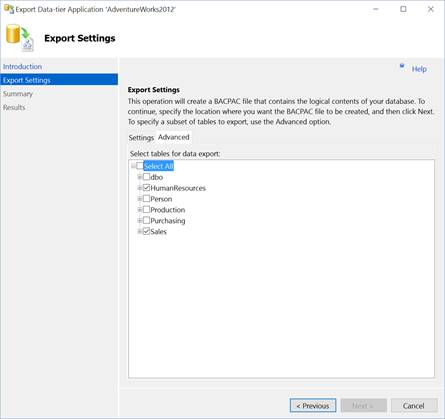 Export Data-tier Application 'AdventureWorks2012'
Export Settings
Introduction
Export Settings
Summary
Results
Help
Export Settings
This operation will create a BACPAC file that contains the logical contents of your database. To
continue, specify the location where you want the BACPAC file to be created, and then click Next.
To specify a subset of tables to export, use the Advanced option.
Settings Advanced
Select tables for data export:
Select All
dbo
HumanResources
Person
Production
Purchasing
Sales
< Previous Next > Cancel